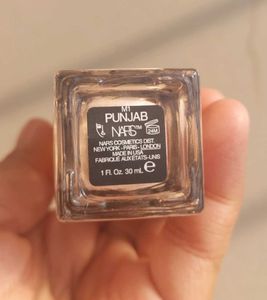 M1
PUNJAB
NARS™
24M
NARS COSMETICS DIST
NEW YORK - PARIS - LONDON
MADE IN USA
FABRIQUÉ AUX ETATS-UNIS
1 Fl. Oz. 30 mL ℮